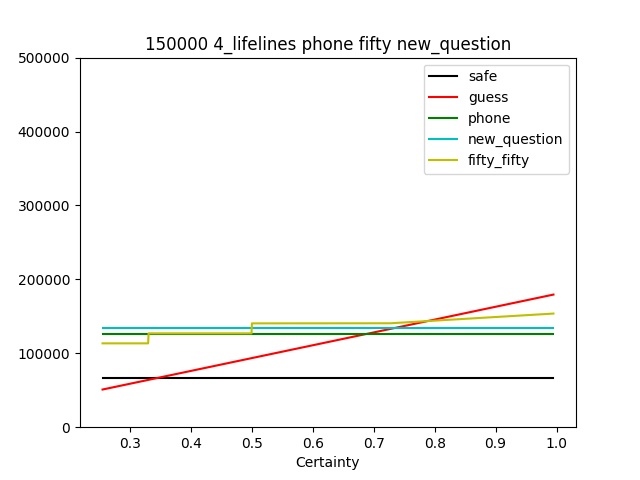 150000 4_lifelines phone fifty new_question
500000
400000
300000
200000
100000
0
safe
guess
phone
new_question
fifty_fifty
0.3 0.4 0.5 0.6 0.7 0.8 0.9 1.0
Certainty